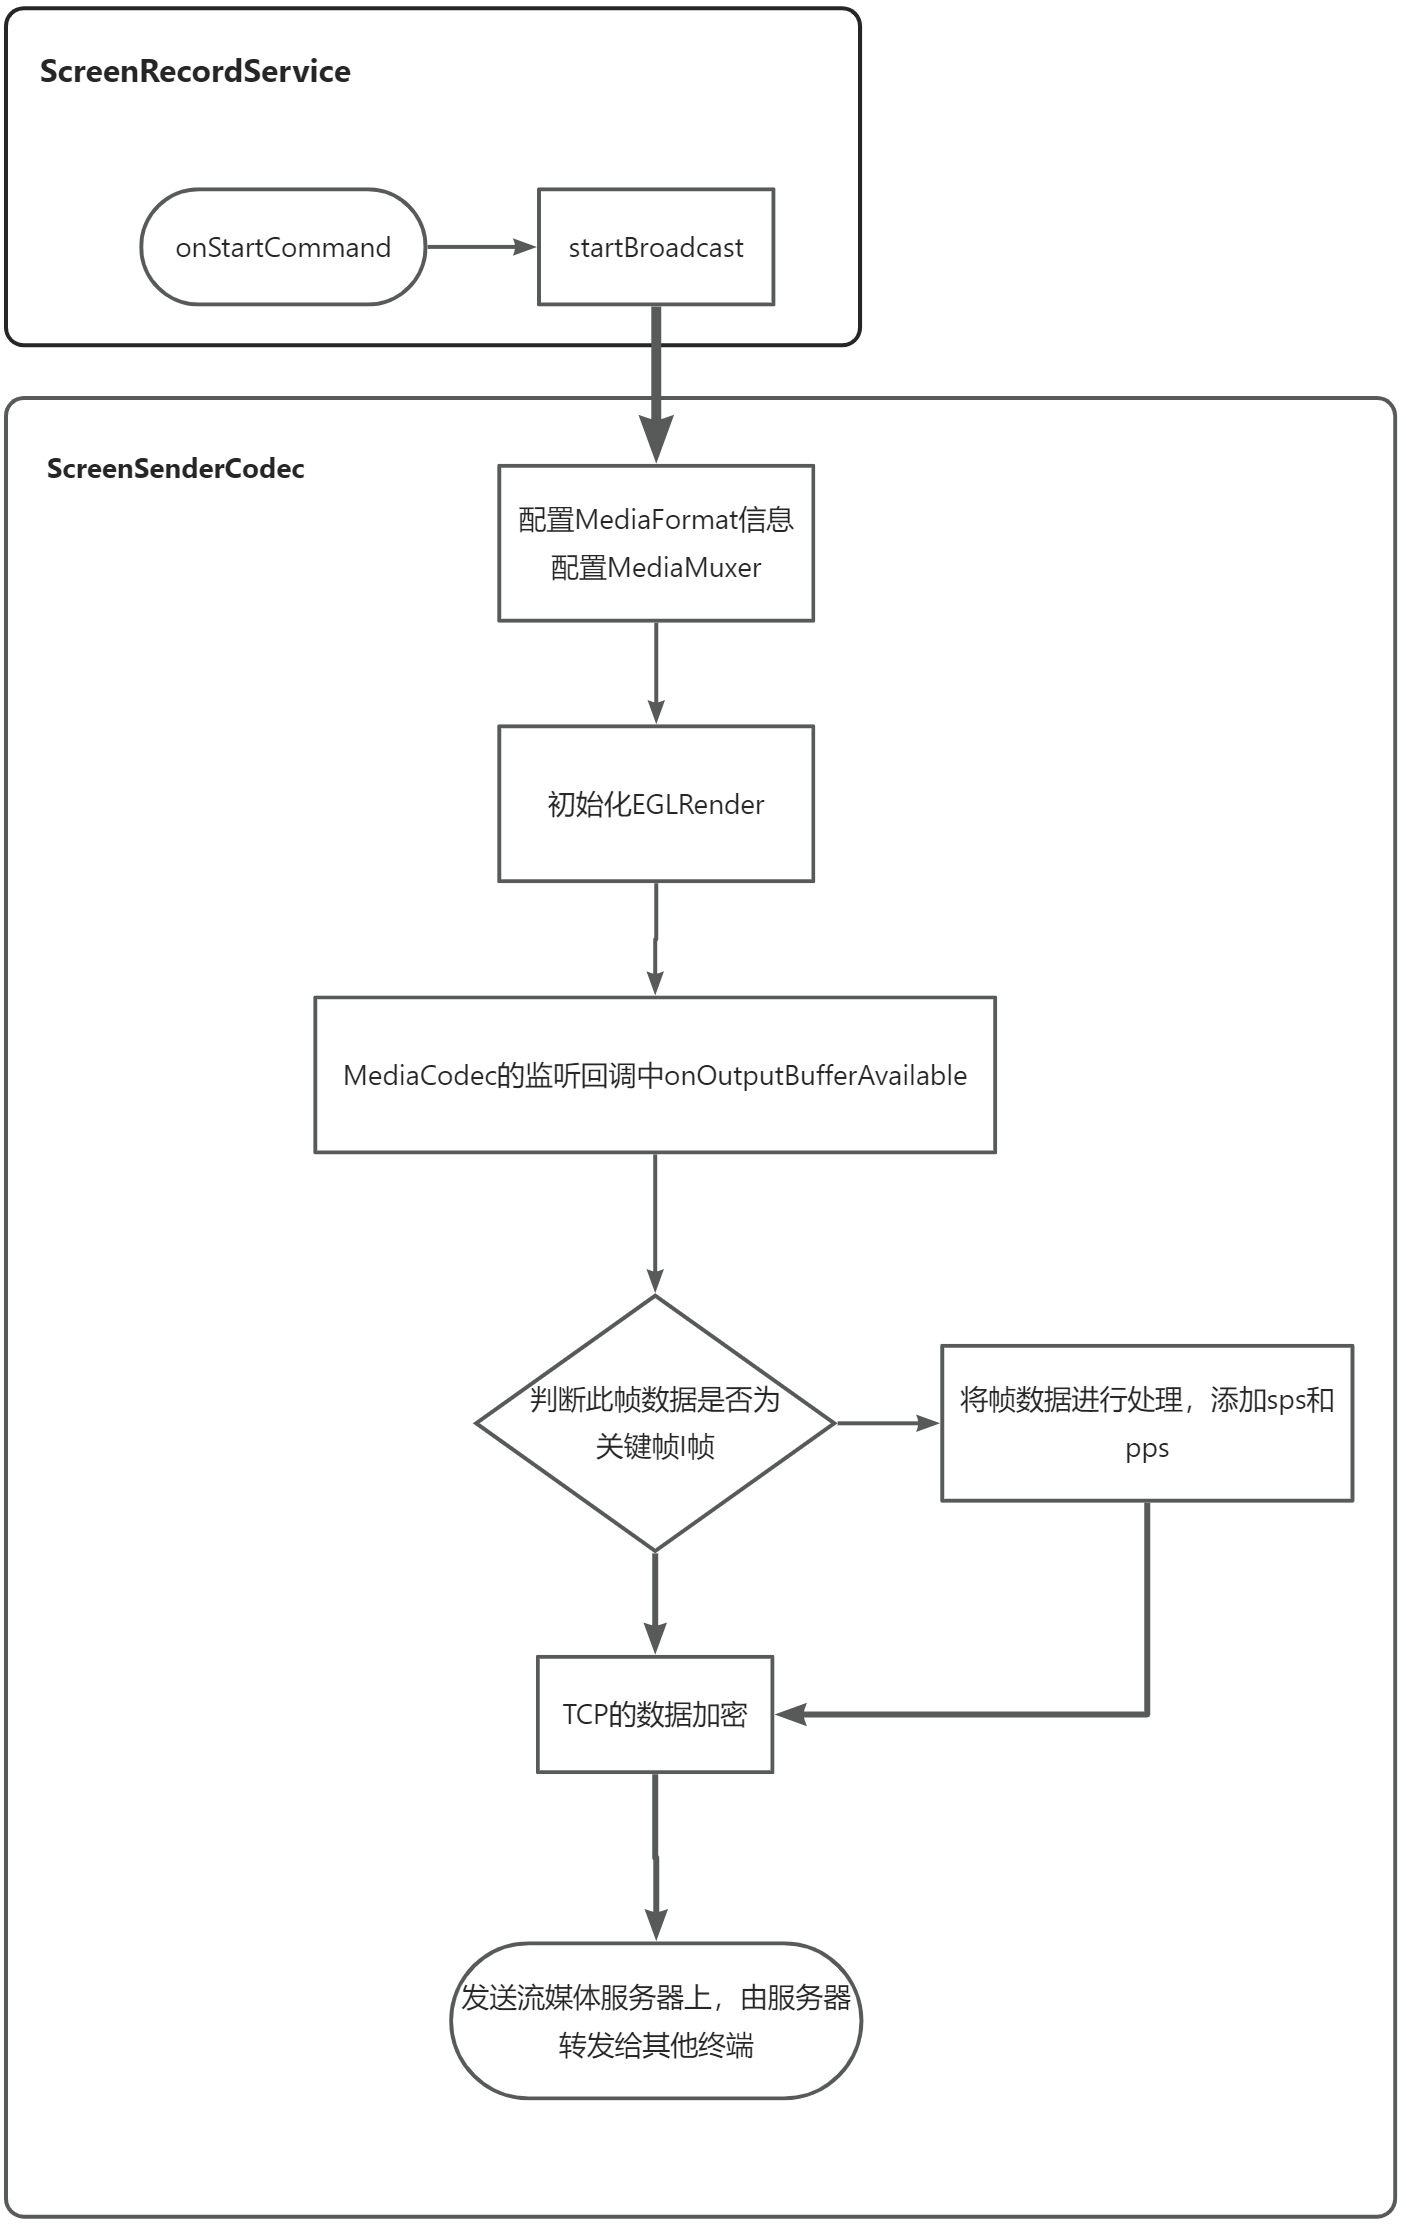 ScreenRecordService
onStartCommand
startBroadcast
ScreenSenderCodec
配置MediaFormat信息
配置MediaMuxer
初始化EGLRender
MediaCodec的监听回调中onOutputBufferAvailable
判断此帧数据是否为
关键帧I帧
将帧数据进行处理，添加sps和
pps
TCP的数据加密
发送流媒体服务器上，由服务器
转发给其他终端